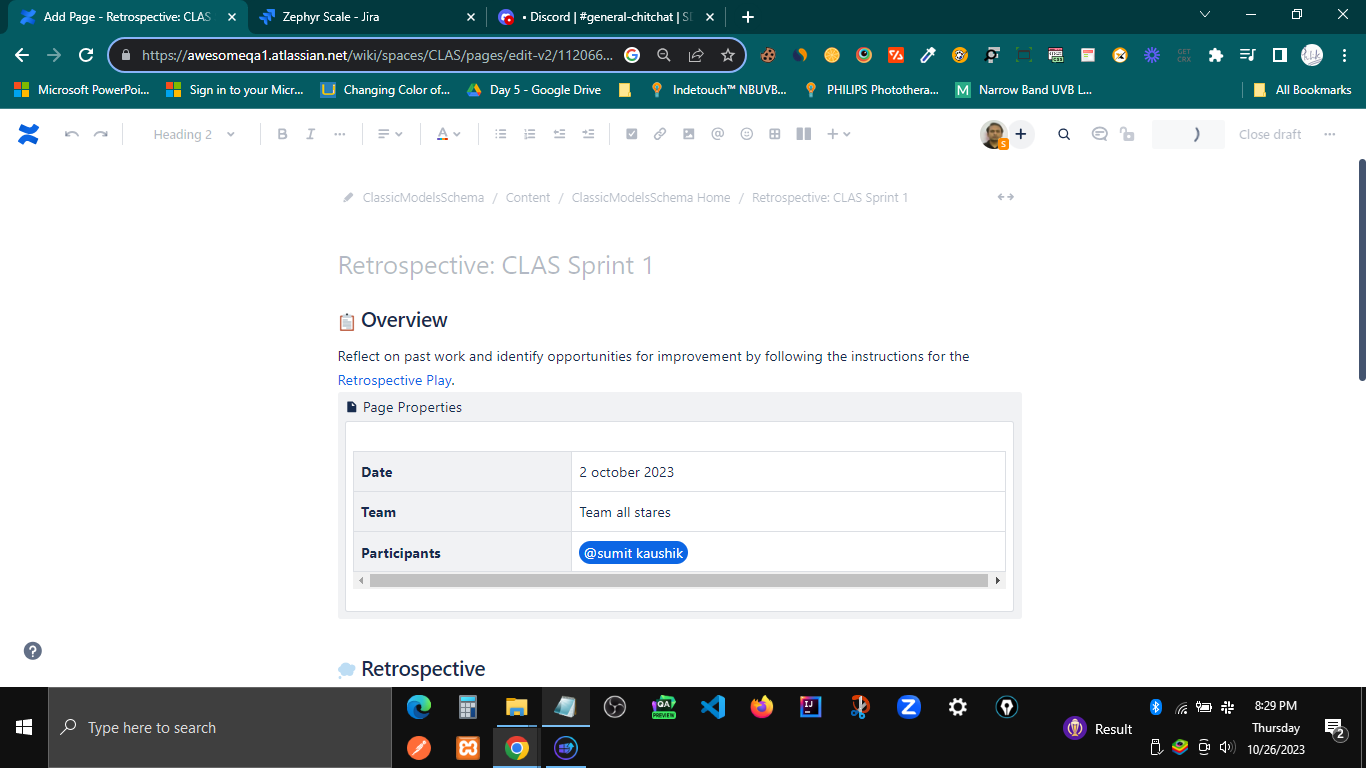 Add Page - Retrospective: CLAS
Zephyr Scale - Jira
• Discord | #general-chitchat |
https://awesomeqa1.atlassian.net/wiki/spaces/CLAS/pages/edit-v2/112066...
GET
CRX
Microsoft PowerPoi...
Sign in to your Micr...
Changing Color of...
Day 5 - Google Drive
Indetouch™ NBUVB...
PHILIPS Photothera...
Narrow Band UVB L...
All Bookmarks
Heading 2
B
I
A
S
Close draft
ClassicModelsSchema / Content / ClassicModelsSchema Home / Retrospective: CLAS Sprint 1
Retrospective: CLAS Sprint 1
Overview
Reflect on past work and identify opportunities for improvement by following the instructions for the
Retrospective Play.
Page Properties
Date 2 october 2023
Team Team all stares
Participants @sumit kaushik
Retrospective
Type here to search
QA
PREVIEW
IJ
Z
Result
8:29 PM
Thursday
10/26/2023
2